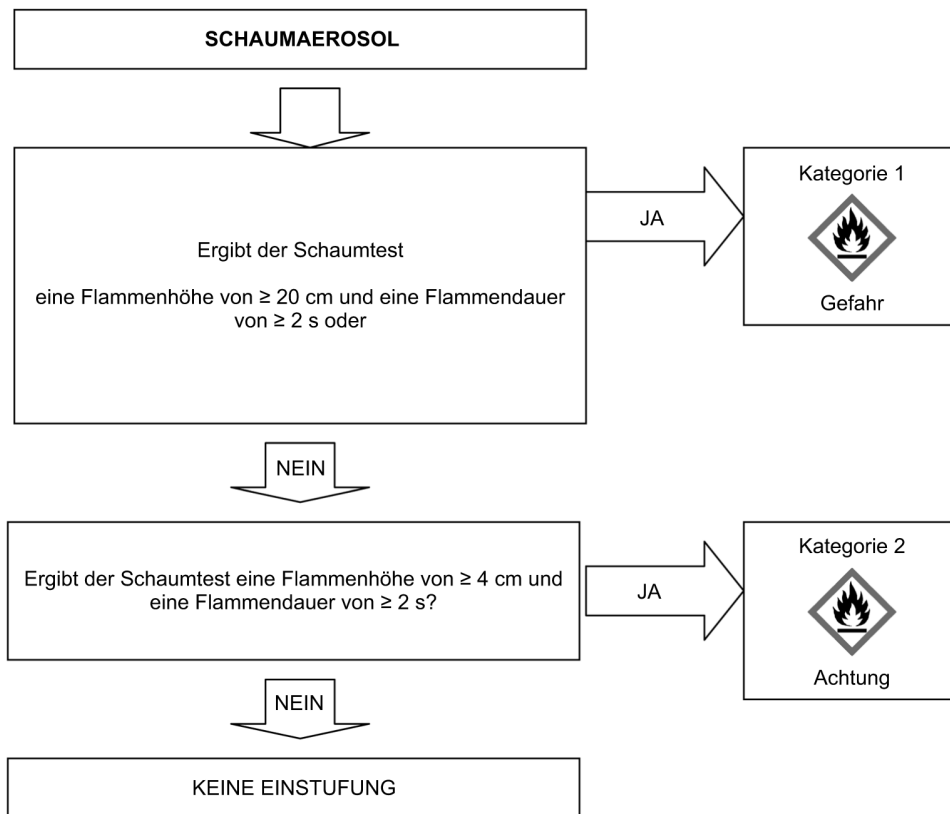 SCHAUMAEROSOL
Ergibt der Schaumtest
eine Flammenhöhe von ≥ 20 cm und eine Flammendauer
von ≥ 2 s oder
JA
Kategorie 1
Gefahr
NEIN
Ergibt der Schaumtest eine Flammenhöhe von ≥ 4 cm und
eine Flammendauer von ≥ 2 s?
JA
Kategorie 2
Achtung
NEIN
KEINE EINSTUFUNG